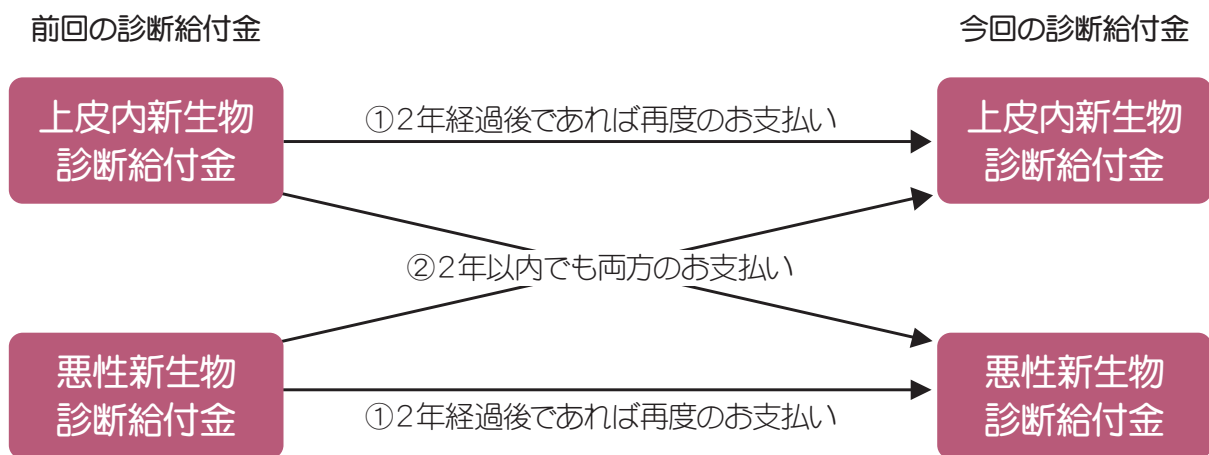 前回の診断給付金
今回の診断給付金
上皮内新生物
診断給付金
①2年経過後であれば再度のお支払い
上皮内新生物
診断給付金
②2年以内でも両方のお支払い
悪性新生物
診断給付金
①2年経過後であれば再度のお支払い
悪性新生物
診断給付金